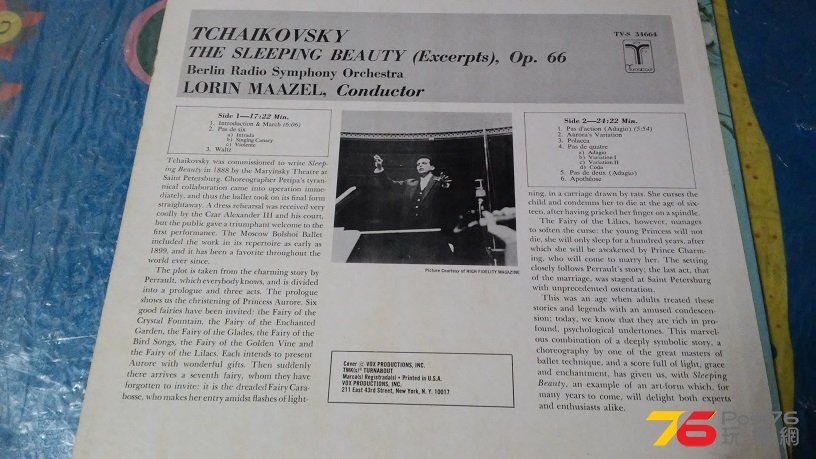 TCHAIKOVSKY
THE SLEEPING BEAUTY (Excerpts), Op. 66
Berlin Radio Symphony Orchestra
LORIN MAAZEL, Conductor
TV-S 34664
Turnabout
Side 1—17:22 Min.
1. Introduction & March (6:06)
2. Pas de six
a) Intrada
b) Singing Canary
c) Violente
3. Waltz
Tchaikovsky was commissioned to write Sleep-
ing Beauty in 1888 by the Maryinsky Theatre at
Saint Petersburg. Choreographer Petipa's tyran-
nical collaboration came into operation imme-
diately, and thus the ballet took on its final form
straightaway. A dress rehearsal was received very
coolly by the Czar Alexander III and his court,
but the public gave a triumphant welcome to the
first performance. The Moscow Bolshoi Ballet
included the work in its repertoire as early as
1899, and it has been a favorite throughout the
world ever since.
The plot is taken from the charming story by
Perrault, which everybody knows, and is divided
into a prologue and three acts. The prologue
shows us the christening of Princess Aurore. Six
good fairies have been invited: the Fairy of the
Crystal Fountain, the Fairy of the Enchanted
Garden, the Fairy of the Glades, the Fairy of the
Bird Songs, the Fairy of the Golden Vine and
the Fairy of the Lilacs. Each intends to present
Aurore with wonderful gifts. Then suddenly
there arrives a seventh fairy, whom they have
forgotten to invite: it is the dreaded Fairy Cara-
bosse, who makes her entry amidst flashes of light-
Picture Courtesy of HIGH FIDELITY MAGAZINE
Cover © VOX PRODUCTIONS, INC.
TMK(s)® TURNABOUT
Marca(s) Registrada(s) • Printed in U.S.A.
VOX PRODUCTIONS, INC.
211 East 43rd Street, New York, N. Y. 10017
Side 2—24:22 Min.
1. Pas d'action (Adagio) (5:54)
2. Aurora's Variation
3. Polacca
4. Pas de quatre
a) Adagio
b) Variation I
c) Variation II
d) Coda
5. Pas de deux (Adagio)
6. Apothéose
ning, in a carriage drawn by rats. She curses the
child and condemns her to die at the age of six-
teen, after having pricked her finger on a spindle.
The Fairy of the Lilacs, however, manages
to soften the curse: the young Princess will not
die, she will only sleep for a hundred years, after
which she will be awakened by Prince Charm-
ing, who will come to marry her. The setting
closely follows Perrault's story; the last act, that
of the marriage, was staged at Saint Petersburg
with unprecedented ostentation.
This was an age when adults treated these
stories and legends with an amused condescen-
sion; today, we know that they are rich in pro-
found, psychological undertones. This marvel-
ous combination of a deeply symbolic story, a
choreography by one of the great masters of
ballet technique, and a score full of light, grace
and enchantment, has given us, with Sleeping
Beauty, an example of an art-form which, for
many years to come, will delight both experts
and enthusiasts alike.
76
Post76
玩樂網